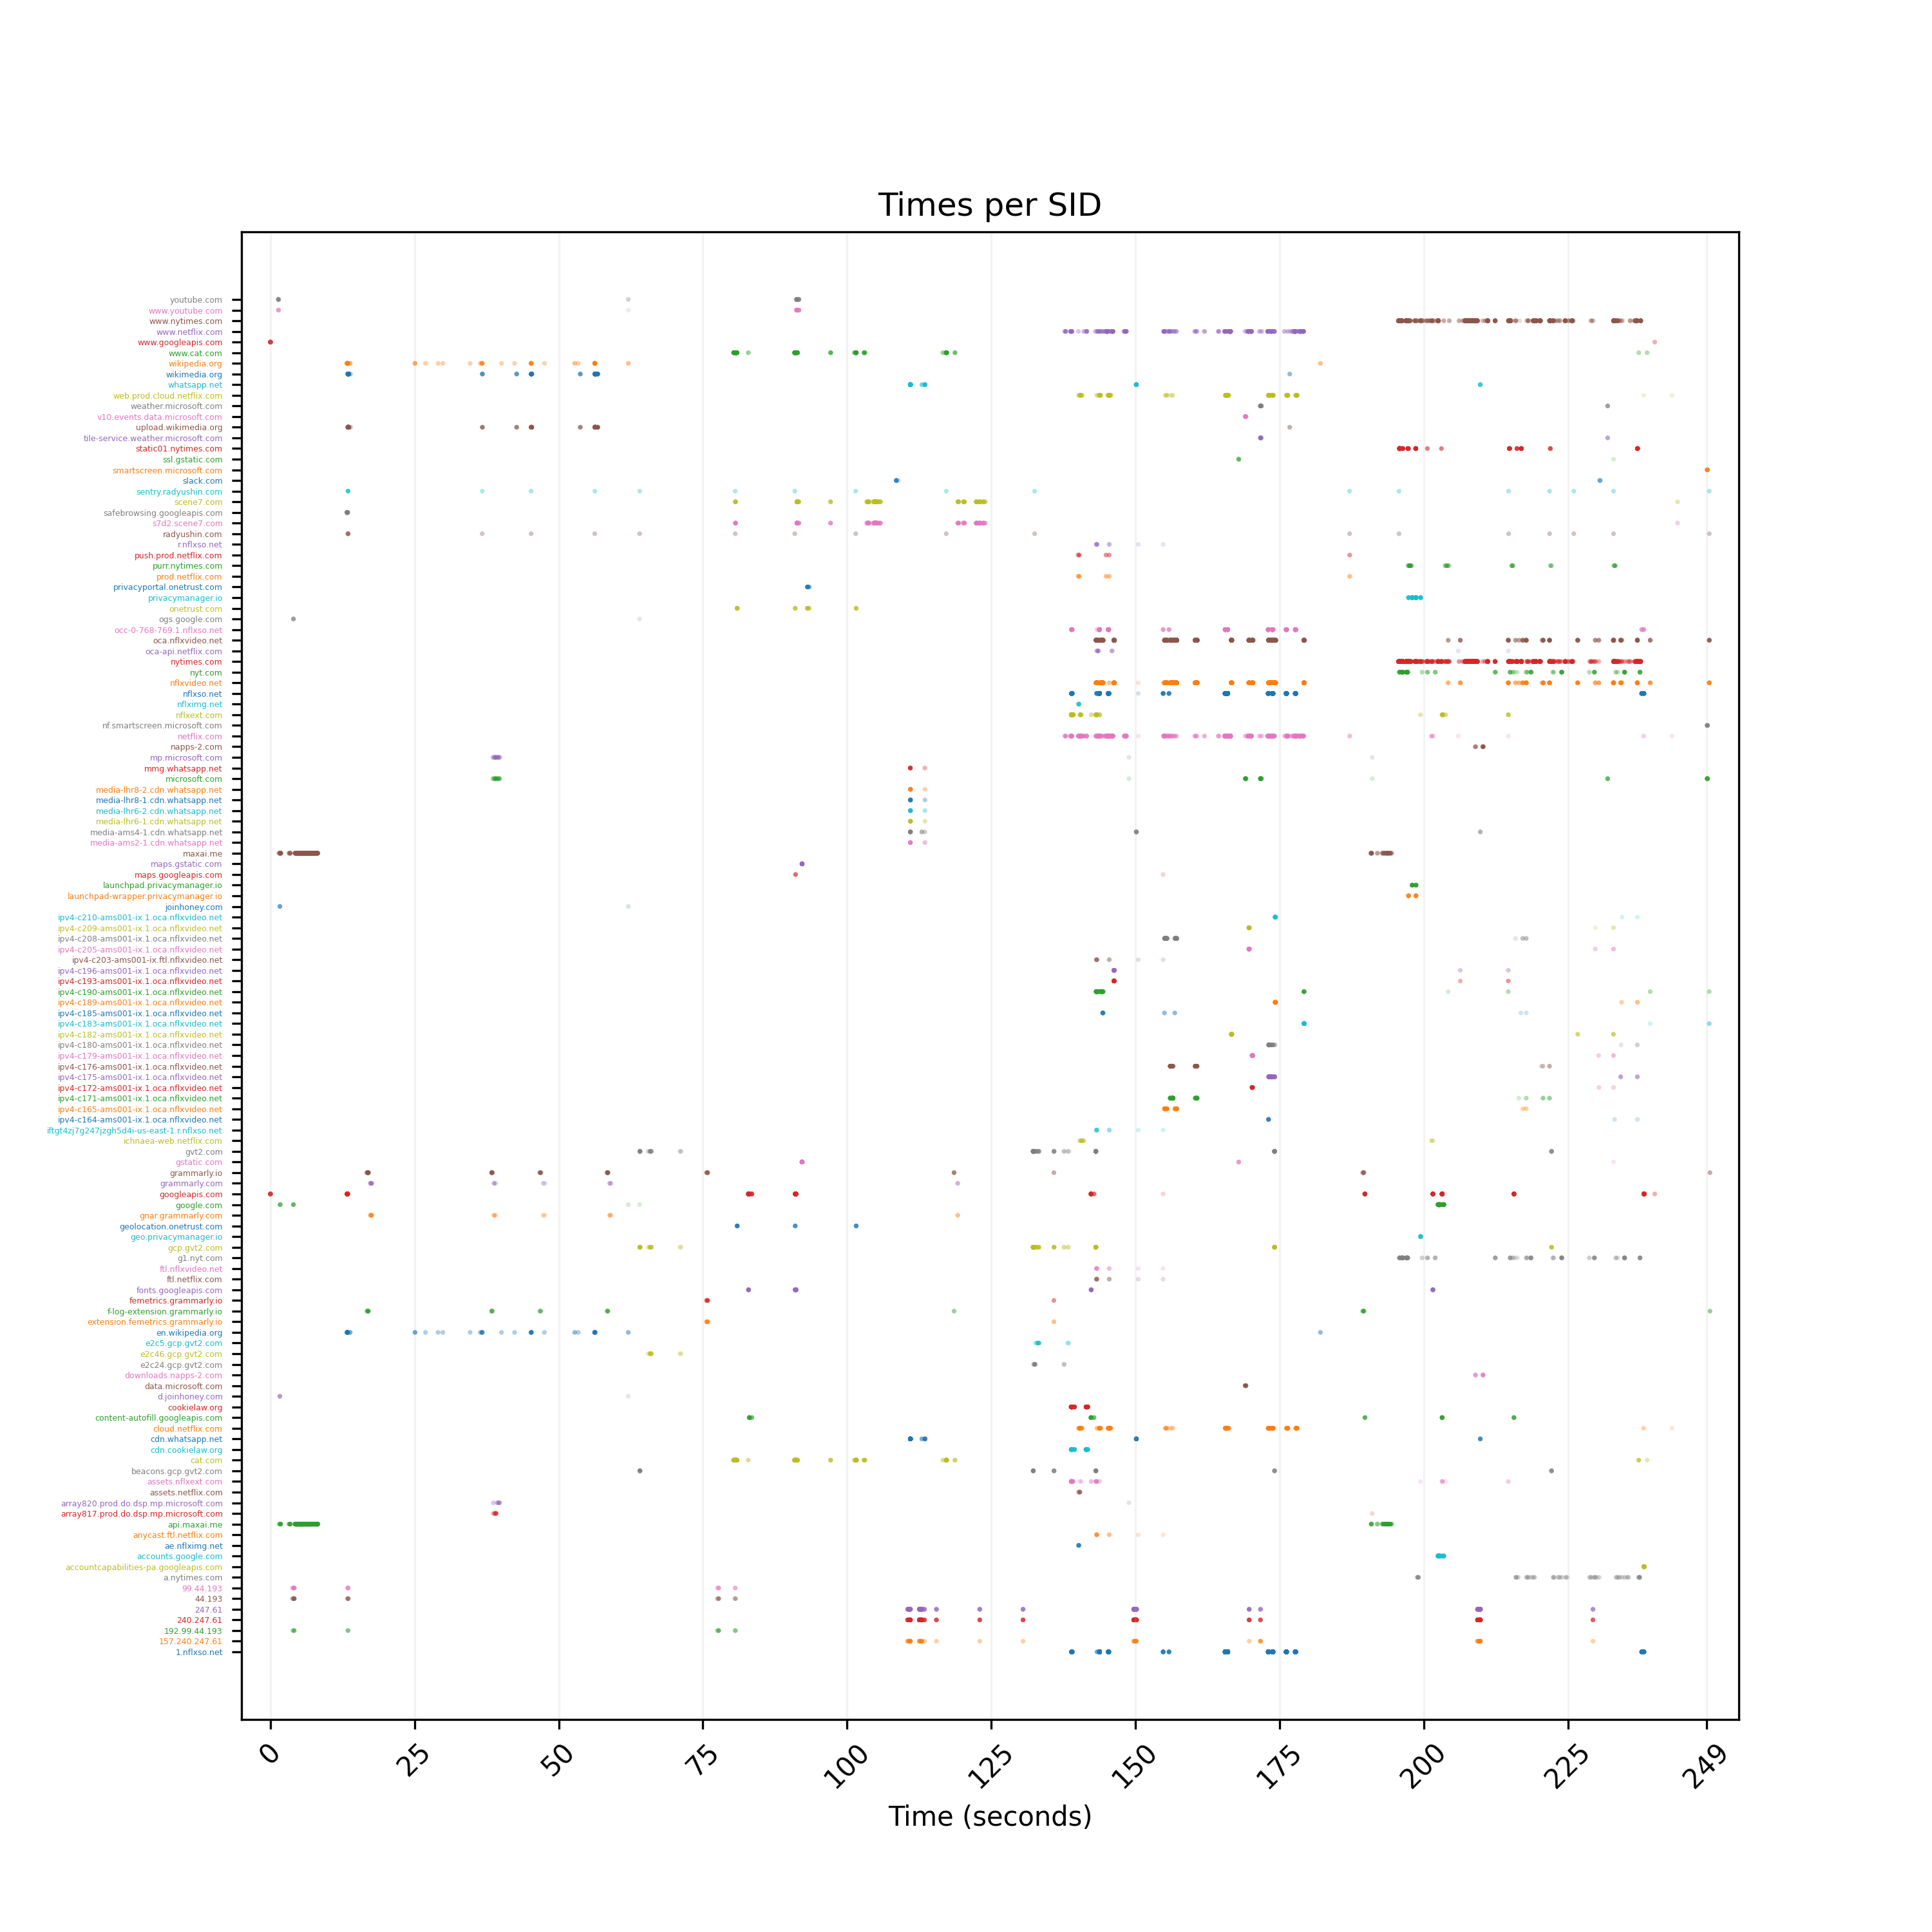 Times per SID
youtube.com
www.youtube.com
www.nytimes.com
www.netflix.com
www.googleapis.com
www.cat.com
wikipedia.org
wikimedia.org
whatsapp.net
web.prod.cloud.netflix.com
weather.microsoft.com
v10.events.data.microsoft.com
upload.wikimedia.org
tile-service.weather.microsoft.com
static01.nytimes.com
ssl.gstatic.com
smartscreen.microsoft.com
slack.com
sentry.radyushin.com
scene7.com
safebrowsing.googleapis.com
s7d2.scene7.com
radyushin.com
r.nflxso.net
push.prod.netflix.com
purr.nytimes.com
prod.netflix.com
privacyportal.onetrust.com
privacymanager.io
onetrust.com
ogs.google.com
occ-0-768-769.1.nflxso.net
oca.nflxvideo.net
oca-api.netflix.com
nytimes.com
nyt.com
nflxvideo.net
nflxso.net
nflximg.net
nflxext.com
nf.smartscreen.microsoft.com
netflix.com
napps-2.com
mp.microsoft.com
mmg.whatsapp.net
microsoft.com
media-lhr8-2.cdn.whatsapp.net
media-lhr8-1.cdn.whatsapp.net
media-lhr6-2.cdn.whatsapp.net
media-lhr6-1.cdn.whatsapp.net
media-ams4-1.cdn.whatsapp.net
media-ams2-1.cdn.whatsapp.net
maxai.me
maps.gstatic.com
maps.googleapis.com
launchpad.privacymanager.io
launchpad-wrapper.privacymanager.io
joinhoney.com
ipv4-c210-ams001-ix.1.oca.nflxvideo.net
ipv4-c209-ams001-ix.1.oca.nflxvideo.net
ipv4-c208-ams001-ix.1.oca.nflxvideo.net
ipv4-c205-ams001-ix.1.oca.nflxvideo.net
ipv4-c203-ams001-ix.ftl.nflxvideo.net
ipv4-c196-ams001-ix.1.oca.nflxvideo.net
ipv4-c193-ams001-ix.1.oca.nflxvideo.net
ipv4-c190-ams001-ix.1.oca.nflxvideo.net
ipv4-c189-ams001-ix.1.oca.nflxvideo.net
ipv4-c185-ams001-ix.1.oca.nflxvideo.net
ipv4-c183-ams001-ix.1.oca.nflxvideo.net
ipv4-c182-ams001-ix.1.oca.nflxvideo.net
ipv4-c180-ams001-ix.1.oca.nflxvideo.net
ipv4-c179-ams001-ix.1.oca.nflxvideo.net
ipv4-c176-ams001-ix.1.oca.nflxvideo.net
ipv4-c175-ams001-ix.1.oca.nflxvideo.net
ipv4-c172-ams001-ix.1.oca.nflxvideo.net
ipv4-c171-ams001-ix.1.oca.nflxvideo.net
ipv4-c165-ams001-ix.1.oca.nflxvideo.net
ipv4-c164-ams001-ix.1.oca.nflxvideo.net
iftgt4zj7g247jzgh5d4i-us-east-1.r.nflxso.net
ichnaea-web.netflix.com
gvt2.com
gstatic.com
grammarly.io
grammarly.com
googleapis.com
google.com
gnar.grammarly.com
geolocation.onetrust.com
geo.privacymanager.io
gcp.gvt2.com
g1.nyt.com
ftl.nflxvideo.net
ftl.netflix.com
fonts.googleapis.com
femetrics.grammarly.io
f-log-extension.grammarly.io
extension.femetrics.grammarly.io
en.wikipedia.org
e2c5.gcp.gvt2.com
e2c46.gcp.gvt2.com
e2c24.gcp.gvt2.com
downloads.napps-2.com
data.microsoft.com
d.joinhoney.com
cookielaw.org
content-autofill.googleapis.com
cloud.netflix.com
cdn.whatsapp.net
cdn.cookielaw.org
cat.com
beacons.gcp.gvt2.com
assets.nflxext.com
assets.netflix.com
array820.prod.do.dsp.mp.microsoft.com
array817.prod.do.dsp.mp.microsoft.com
api.maxai.me
anycast.ftl.netflix.com
ae.nflximg.net
accounts.google.com
accountcapabilities-pa.googleapis.com
a.nytimes.com
99.44.193
44.193
247.61
240.247.61
192.99.44.193
157.240.247.61
1.nflxso.net
0 25 50 75 100 125 150 175 200 225 249
Time (seconds)